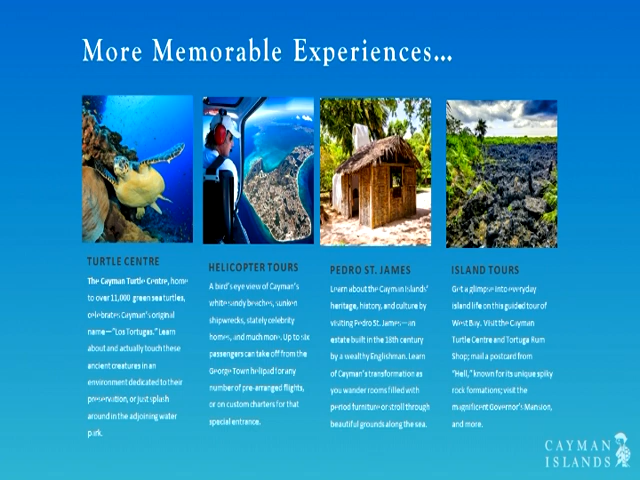 More Memorable Experiences...
TURTLE CENTRE
The Cayman Turtle Centre, home
to over 11,000 green sea turtles,
celebrates Cayman's original
name—"Los Tortugas." Learn
about and actually touch these
ancient creatures in an
environment dedicated to their
preservation, or just splash
around in the adjoining water
park.
HELICOPTER TOURS
A bird's eye view of Cayman's
white sandy beaches, sunken
shipwrecks, stately celebrity
homes, and much more. Up to six
passengers can take off from the
George Town helipad for any
number of pre-arranged flights,
or on custom charters for that
special entrance.
PEDRO ST. JAMES
Learn about the Cayman Islands'
heritage, history, and culture by
visiting Pedro St. James—an
estate built in the 18th century
by a wealthy Englishman. Learn
of Cayman's transformation as
you wander rooms filled with
period furniture or stroll through
beautiful grounds along the sea.
ISLAND TOURS
Get a glimpse into everyday
island life on this guided tour of
West Bay. Visit the Cayman
Turtle Centre and Tortuga Rum
Shop; mail a postcard from
"Hell," known for its unique spiky
rock formations; visit the
magnificent Governor's Mansion,
and more.
CAYMAN
ISLANDS